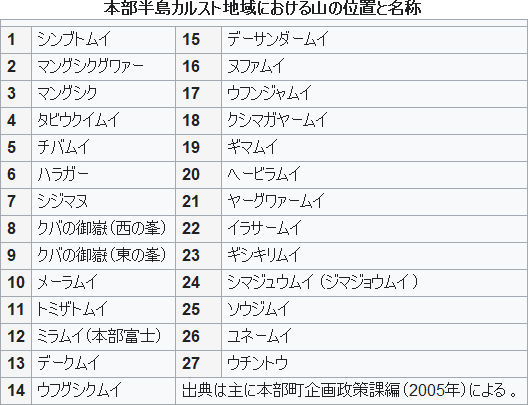 本部半島カルスト地域における山の位置と名称
1 シンブトムイ 15 デーサンダームイ
2 マングシクグヮァー 16 ヌファムイ
3 マングシク 17 ウフンジャムイ
4 タビウクイムイ 18 クシマガヤームイ
5 チバムイ 19 ギマムイ
6 ハラガー 20 ヘービラムイ
7 シジマヌ 21 ヤーグヮァームイ
8 クバの御嶽（西の峯） 22 イラサームイ
9 クバの御嶽（東の峯） 23 ギシキリムイ
10 メーラムイ 24 シマジュウムイ（ジマジョウムイ）
11 トミザトムイ 25 ソウジムイ
12 ミラムイ（本部富士） 26 ユネームイ
13 デークムイ 27 ウチントウ
14 ウフグシクムイ 出典は主に本部町企画政策課編（2005年）による 。